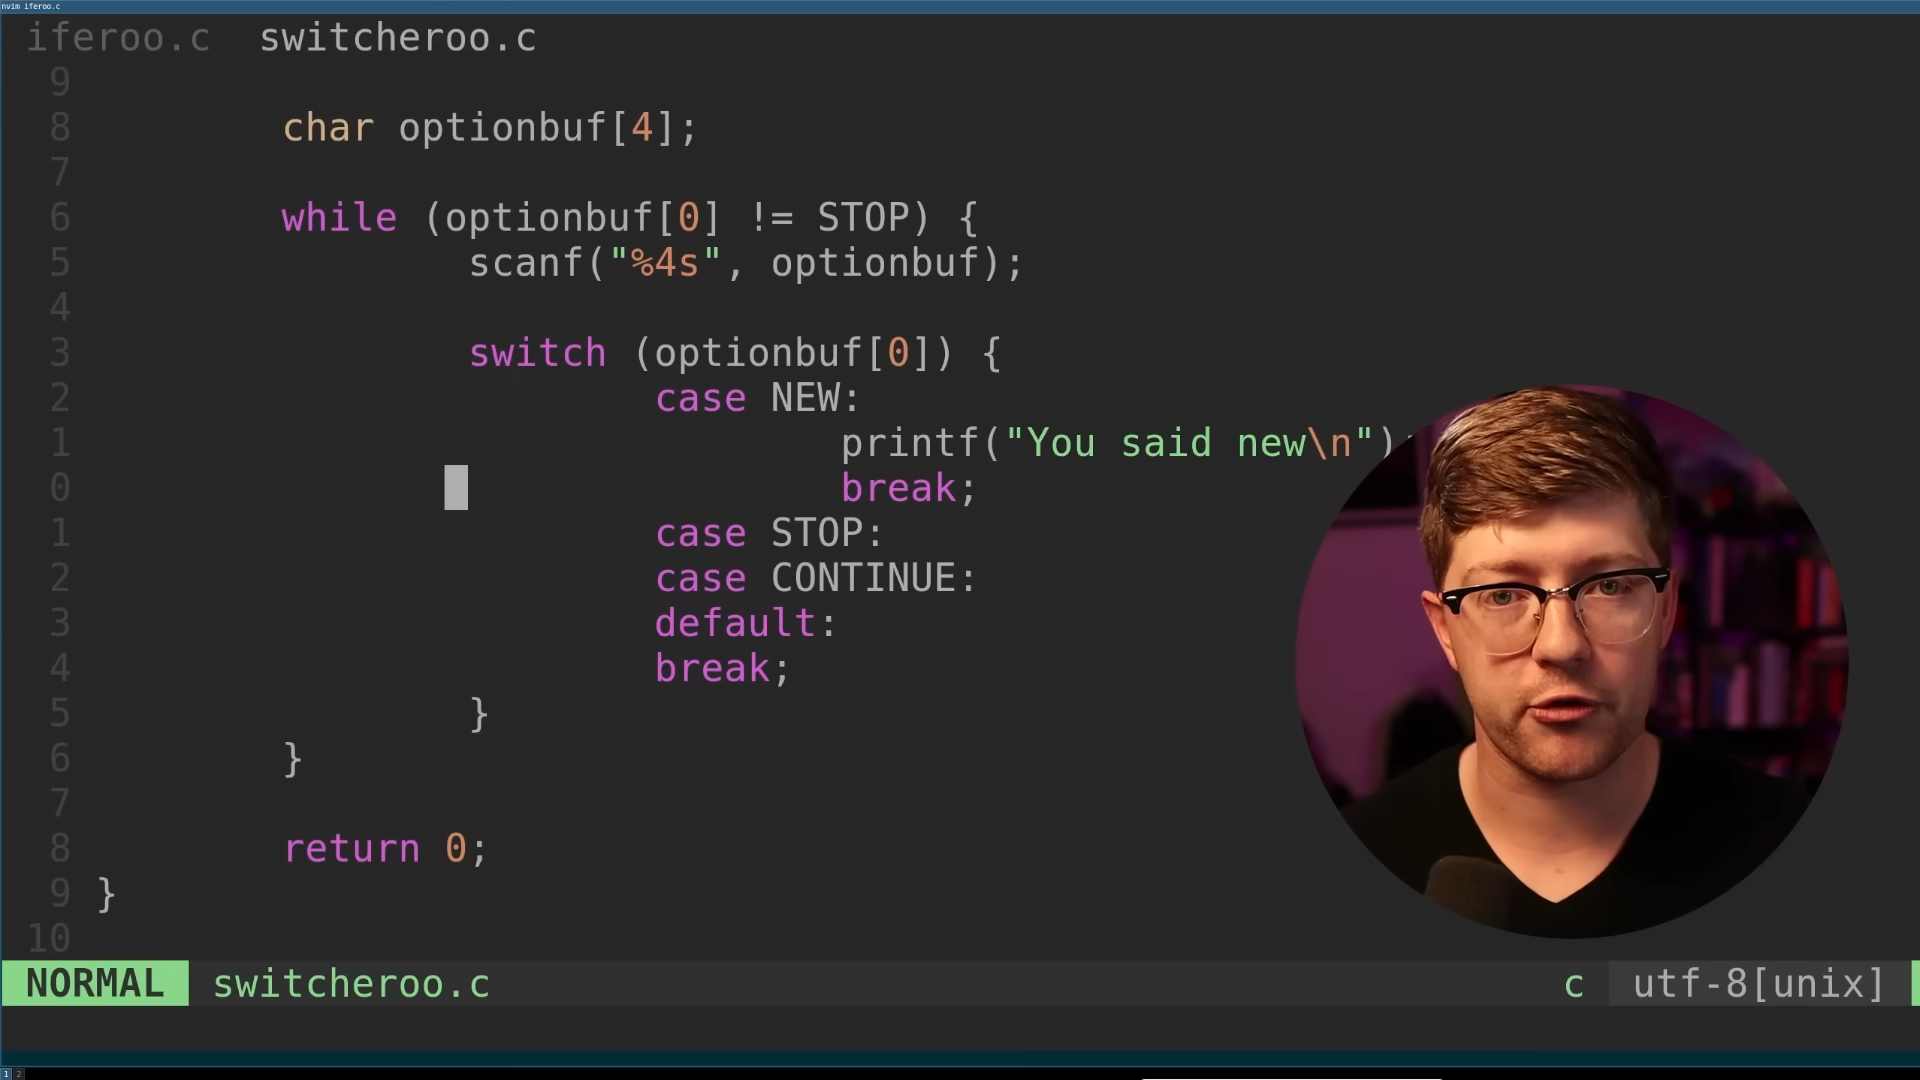 nvim iferoo.c
iferoo.c switcheroo.c
9
8 char optionbuf[4];
7
6 while (optionbuf[0] != STOP) {
5 scanf("%4s", optionbuf);
4
3 switch (optionbuf[0]) {
2 case NEW:
1 printf("You said new\n");
0 break;
1 case STOP:
2 case CONTINUE:
3 default:
4 break;
5 }
6 }
7
8 return 0;
9 }
10
NORMAL switcheroo.c c utf-8[unix]
1 2